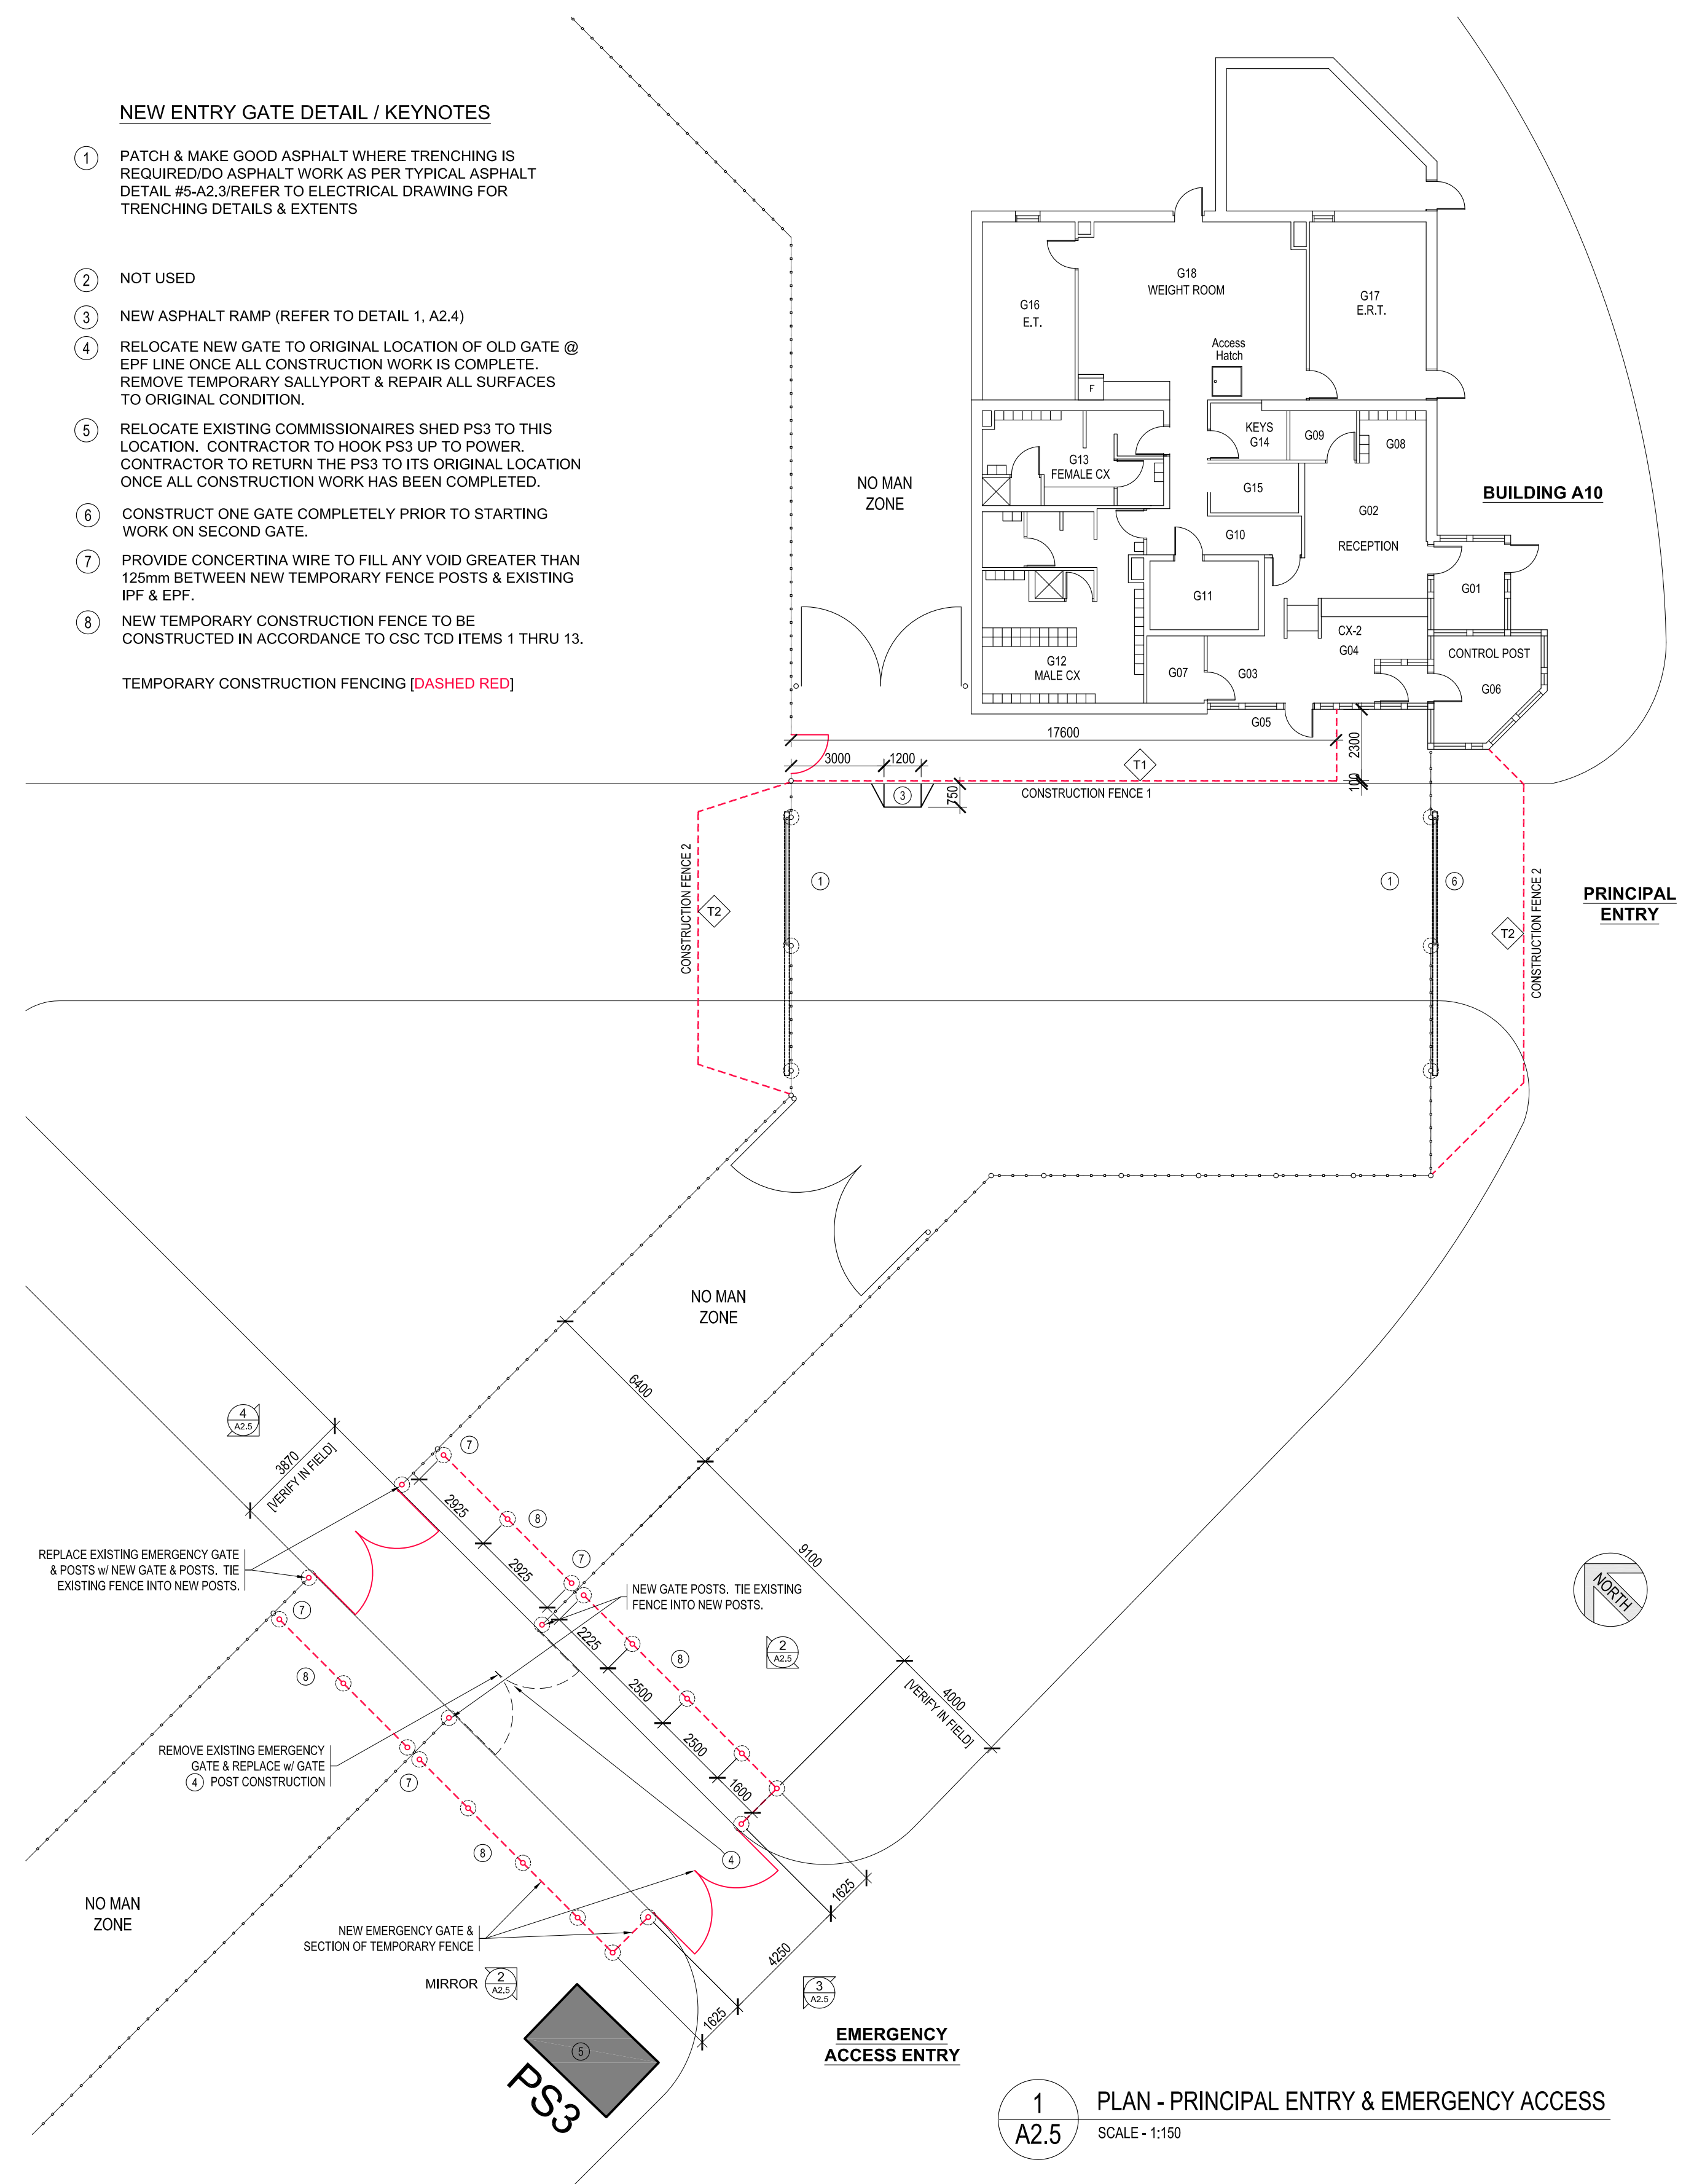 NEW ENTRY GATE DETAIL / KEYNOTES
1 PATCH & MAKE GOOD ASPHALT WHERE TRENCHING IS
REQUIRED/DO ASPHALT WORK AS PER TYPICAL ASPHALT
DETAIL #5-A2.3/REFER TO ELECTRICAL DRAWING FOR
TRENCHING DETAILS & EXTENTS
2 NOT USED
3 NEW ASPHALT RAMP (REFER TO DETAIL 1, A2.4)
4 RELOCATE NEW GATE TO ORIGINAL LOCATION OF OLD GATE @
EPF LINE ONCE ALL CONSTRUCTION WORK IS COMPLETE.
REMOVE TEMPORARY SALLYPORT & REPAIR ALL SURFACES
TO ORIGINAL CONDITION.
5 RELOCATE EXISTING COMMISSIONAIRES SHED PS3 TO THIS
LOCATION. CONTRACTOR TO HOOK PS3 UP TO POWER.
CONTRACTOR TO RETURN THE PS3 TO ITS ORIGINAL LOCATION
ONCE ALL CONSTRUCTION WORK HAS BEEN COMPLETED.
6 CONSTRUCT ONE GATE COMPLETELY PRIOR TO STARTING
WORK ON SECOND GATE.
7 PROVIDE CONCERTINA WIRE TO FILL ANY VOID GREATER THAN
125mm BETWEEN NEW TEMPORARY FENCE POSTS & EXISTING
IPF & EPF.
8 NEW TEMPORARY CONSTRUCTION FENCE TO BE
CONSTRUCTED IN ACCORDANCE TO CSC TCD ITEMS 1 THRU 13.
TEMPORARY CONSTRUCTION FENCING [DASHED RED]
G16
E.T.
G18
WEIGHT ROOM
G17
E.R.T.
Access
Hatch
F
KEYS
G14
G09
G08
G13
FEMALE CX
G15
G02
RECEPTION
G10
G11
G01
CX-2
G04
CONTROL POST
G06
G12
MALE CX
G07
G03
G05
NO MAN
ZONE
BUILDING A10
17600
2300
3000
1200
T1
100
3
750
CONSTRUCTION FENCE 1
CONSTRUCTION FENCE 2
T2
1
1
6
T2
CONSTRUCTION FENCE 2
PRINCIPAL
ENTRY
NO MAN
ZONE
6400
4
A2.5
3870
[VERIFY IN FIELD]
7
2925
8
2925
7
9100
REPLACE EXISTING EMERGENCY GATE
& POSTS w/ NEW GATE & POSTS. TIE
EXISTING FENCE INTO NEW POSTS.
NEW GATE POSTS. TIE EXISTING
FENCE INTO NEW POSTS.
NORTH
7
2225
8
2
A2.5
8
2500
4000
[VERIFY IN FIELD]
2500
REMOVE EXISTING EMERGENCY
GATE & REPLACE w/ GATE
4 POST CONSTRUCTION
7
1600
8
4
1625
NO MAN
ZONE
NEW EMERGENCY GATE &
SECTION OF TEMPORARY FENCE
4250
MIRROR
2
A2.5
3
A2.5
1625
5
PS3
EMERGENCY
ACCESS ENTRY
1
A2.5
PLAN - PRINCIPAL ENTRY & EMERGENCY ACCESS
SCALE - 1:150